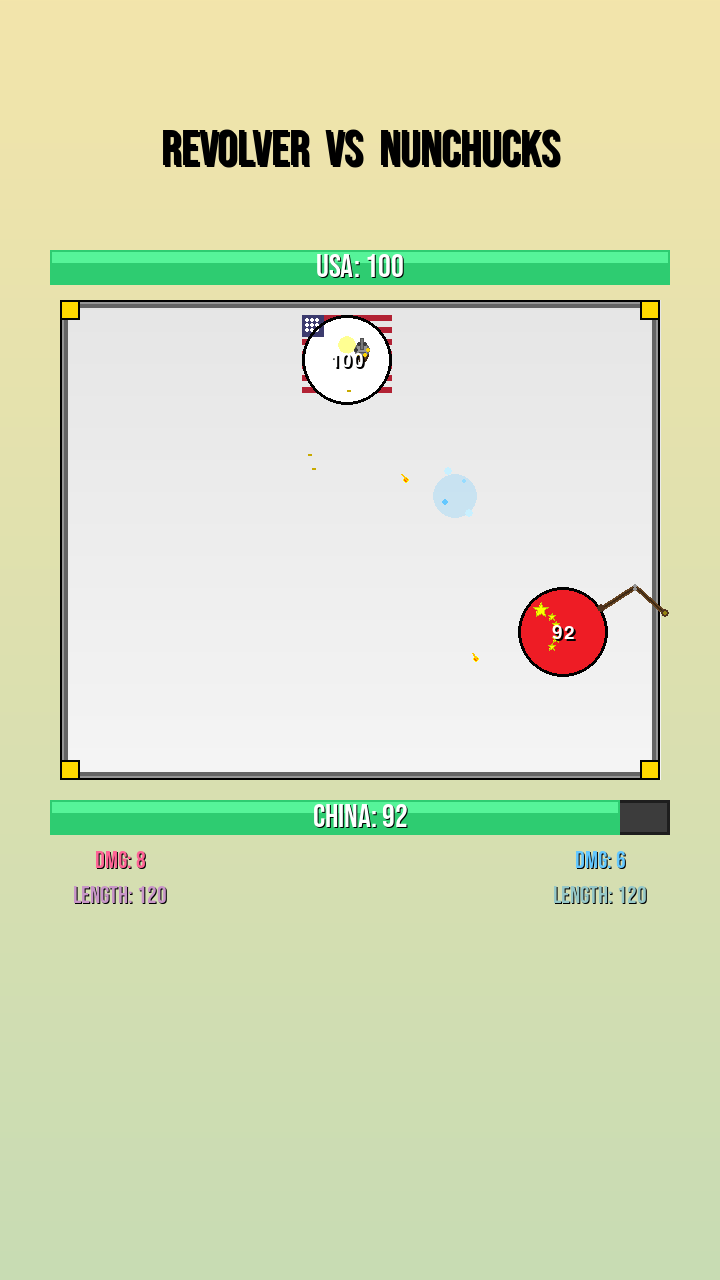 REVOLVER VS NUNCHUCKS
USA: 100
100
92
CHINA: 92
DMG: 8
DMG: 6
LENGTH: 120
LENGTH: 120